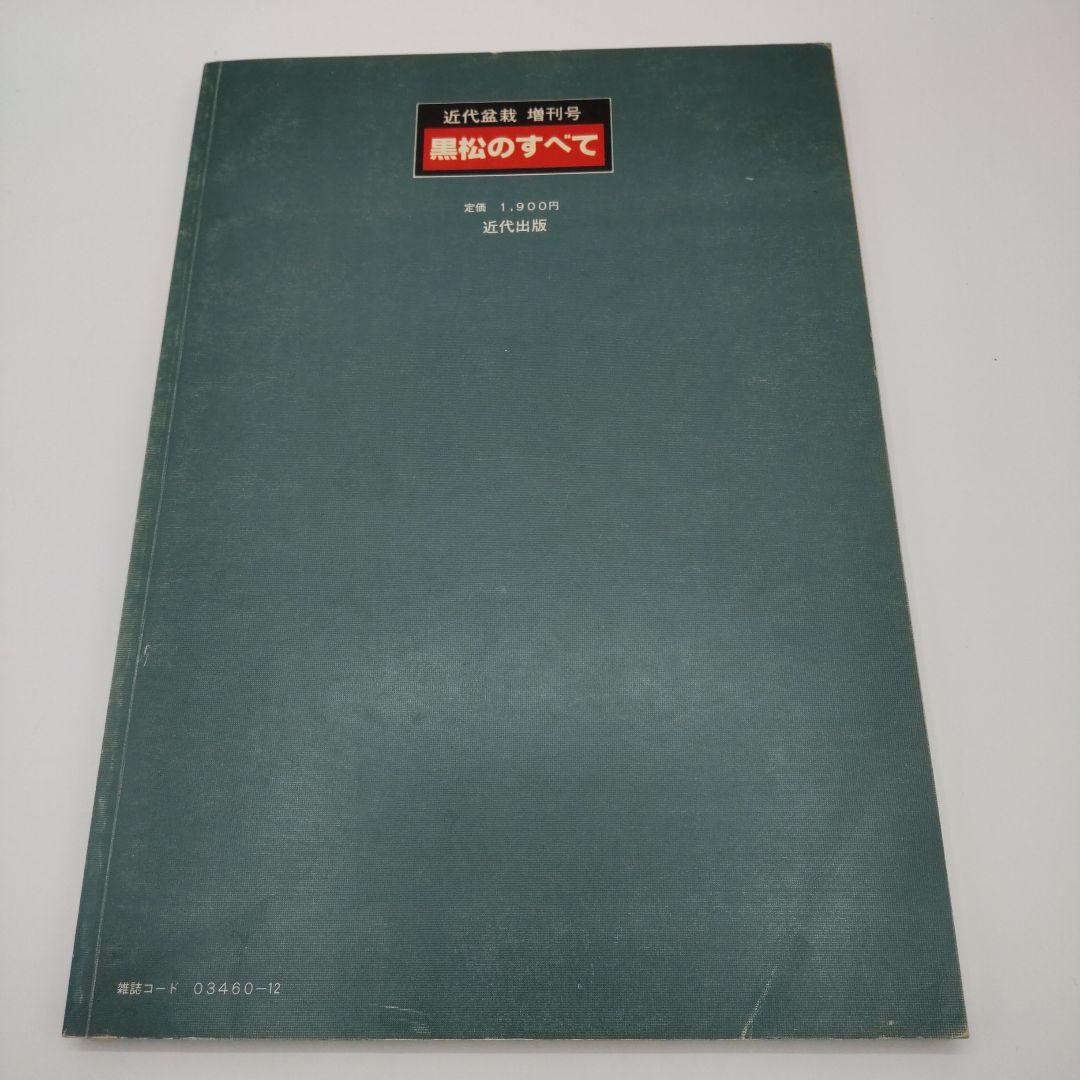 近代盆栽 増刊号
黒松のすべて
定価 1,900円
近代出版
雑誌コード 03460-12